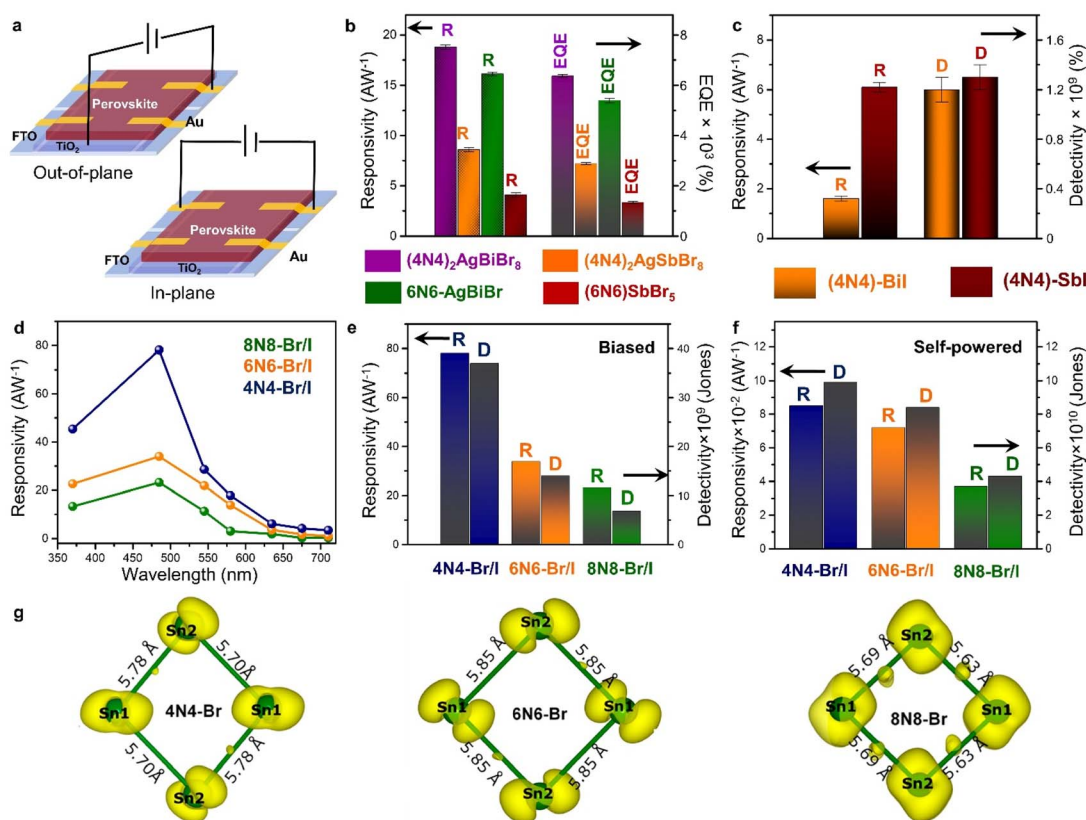 a
Perovskite
FTO
TiO2
Au
Out-of-plane
Perovskite
FTO
TiO2
Au
In-plane
b
Responsivity (AW-1)
20
15
10
5
0
R
R
R
R
EQE
EQE
EQE
EQE
8
6
4
2
0
EQE × 10³ (%)
(4N4)2AgBiBr8
(4N4)2AgSbBr8
6N6-AgBiBr
(6N6)SbBr5
c
Responsivity (AW-1)
8
6
4
2
0
R
R
D
D
1.6
1.2
0.8
0.4
0.0
Detectivity × 10⁹ (%)
(4N4)-BiI
(4N4)-SbI
d
Responsivity (AW-1)
80
60
40
20
0
8N8-Br/I
6N6-Br/I
4N4-Br/I
350 400 450 500 550 600 650 700
Wavelength (nm)
e
Responsivity (AW-1)
80
60
40
20
0
R D
Biased
R
D
R
D
40
30
20
10
0
Detectivity×10⁹ (Jones)
4N4-Br/I 6N6-Br/I 8N8-Br/I
f
Responsivity×10-2 (AW-1)
12
10
8
6
4
2
0
Self-powered
R
D
R
D
R
D
12
10
8
6
4
2
0
Detectivity×10¹⁰ (Jones)
4N4-Br/I 6N6-Br/I 8N8-Br/I
g
Sn2
5.78 Å
5.70Å
Sn1
4N4-Br
Sn1
5.70Å
5.78 Å
Sn2
Sn2
5.85 Å
5.85 Å
Sn1
6N6-Br
Sn1
5.85 Å
5.85 Å
Sn2
Sn2
5.69 Å
5.63 Å
Sn1
8N8-Br
Sn1
5.69 Å
5.63 Å
Sn2